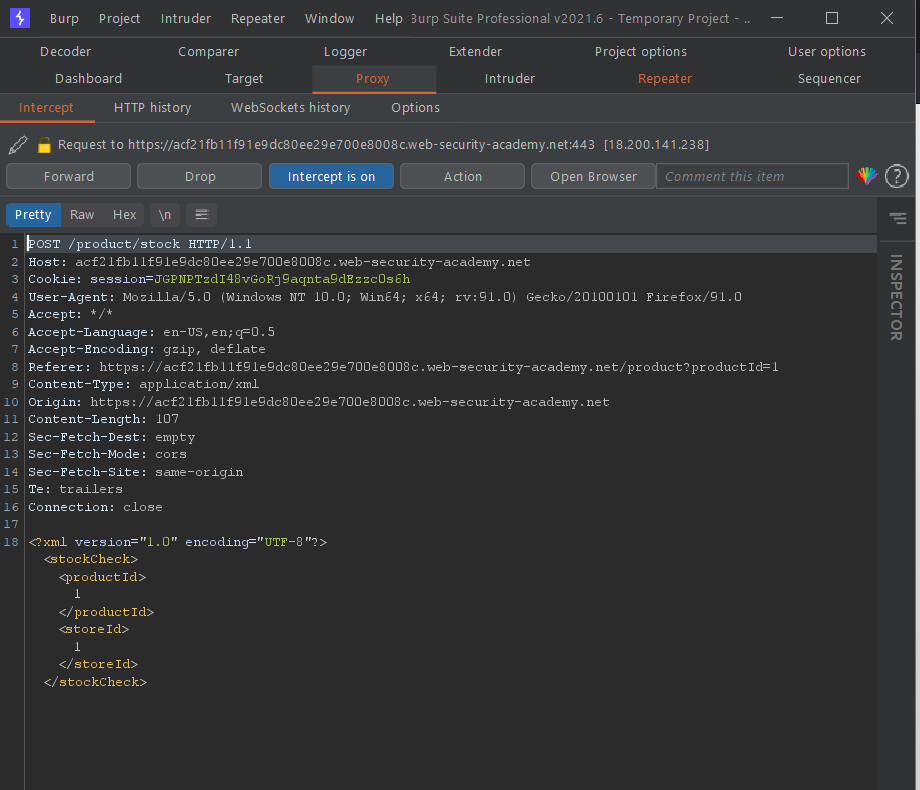 Burp Project Intruder Repeater Window Help Burp Suite Professional v2021.6 - Temporary Project - ..
Decoder Comparer Logger Extender Project options User options
Dashboard Target Proxy Intruder Repeater Sequencer
Intercept HTTP history WebSockets history Options
Request to https://acf21fb11f91e9dc80ee29e700e8008c.web-security-academy.net:443 [18.200.141.238]
Forward Drop Intercept is on Action Open Browser Comment this item ?
Pretty Raw Hex \n
INSPECTOR
1 POST /product/stock HTTP/1.1
2 Host: acf21fb11f91e9dc80ee29e700e8008c.web-security-academy.net
3 Cookie: session=JGPNPTzdI48vGoRj9aqnta9dEzzc0s6h
4 User-Agent: Mozilla/5.0 (Windows NT 10.0; Win64; x64; rv:91.0) Gecko/20100101 Firefox/91.0
5 Accept: */*
6 Accept-Language: en-US,en;q=0.5
7 Accept-Encoding: gzip, deflate
8 Referer: https://acf21fb11f91e9dc80ee29e700e8008c.web-security-academy.net/product?productId=1
9 Content-Type: application/xml
10 Origin: https://acf21fb11f91e9dc80ee29e700e8008c.web-security-academy.net
11 Content-Length: 107
12 Sec-Fetch-Dest: empty
13 Sec-Fetch-Mode: cors
14 Sec-Fetch-Site: same-origin
15 Te: trailers
16 Connection: close
17
18 <?xml version="1.0" encoding="UTF-8"?>
<stockCheck>
<productId>
1
</productId>
<storeId>
1
</storeId>
</stockCheck>